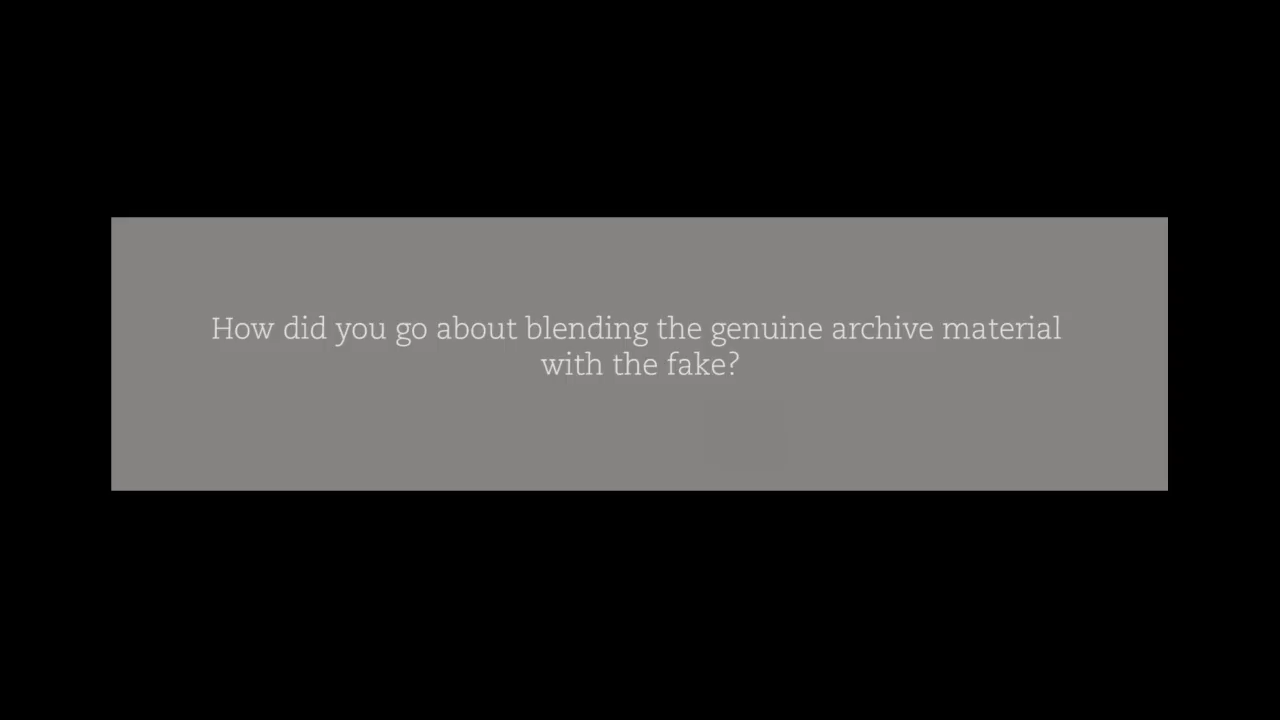 How did you go about blending the genuine archive material
with the fake?